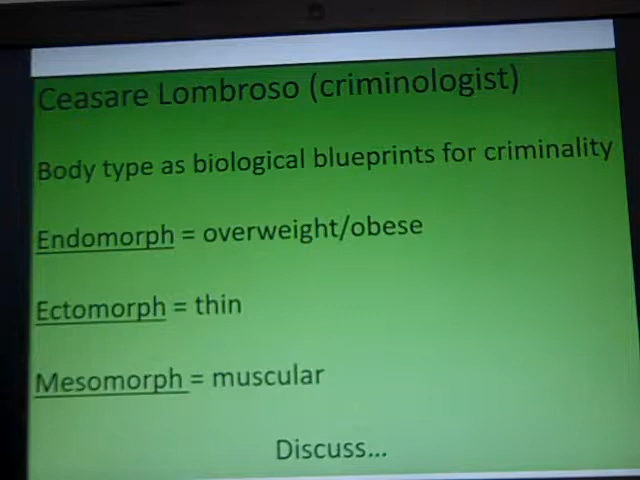 Ceasare Lombroso (criminologist)
Body type as biological blueprints for criminality
Endomorph = overweight/obese
Ectomorph = thin
Mesomorph = muscular
Discuss...